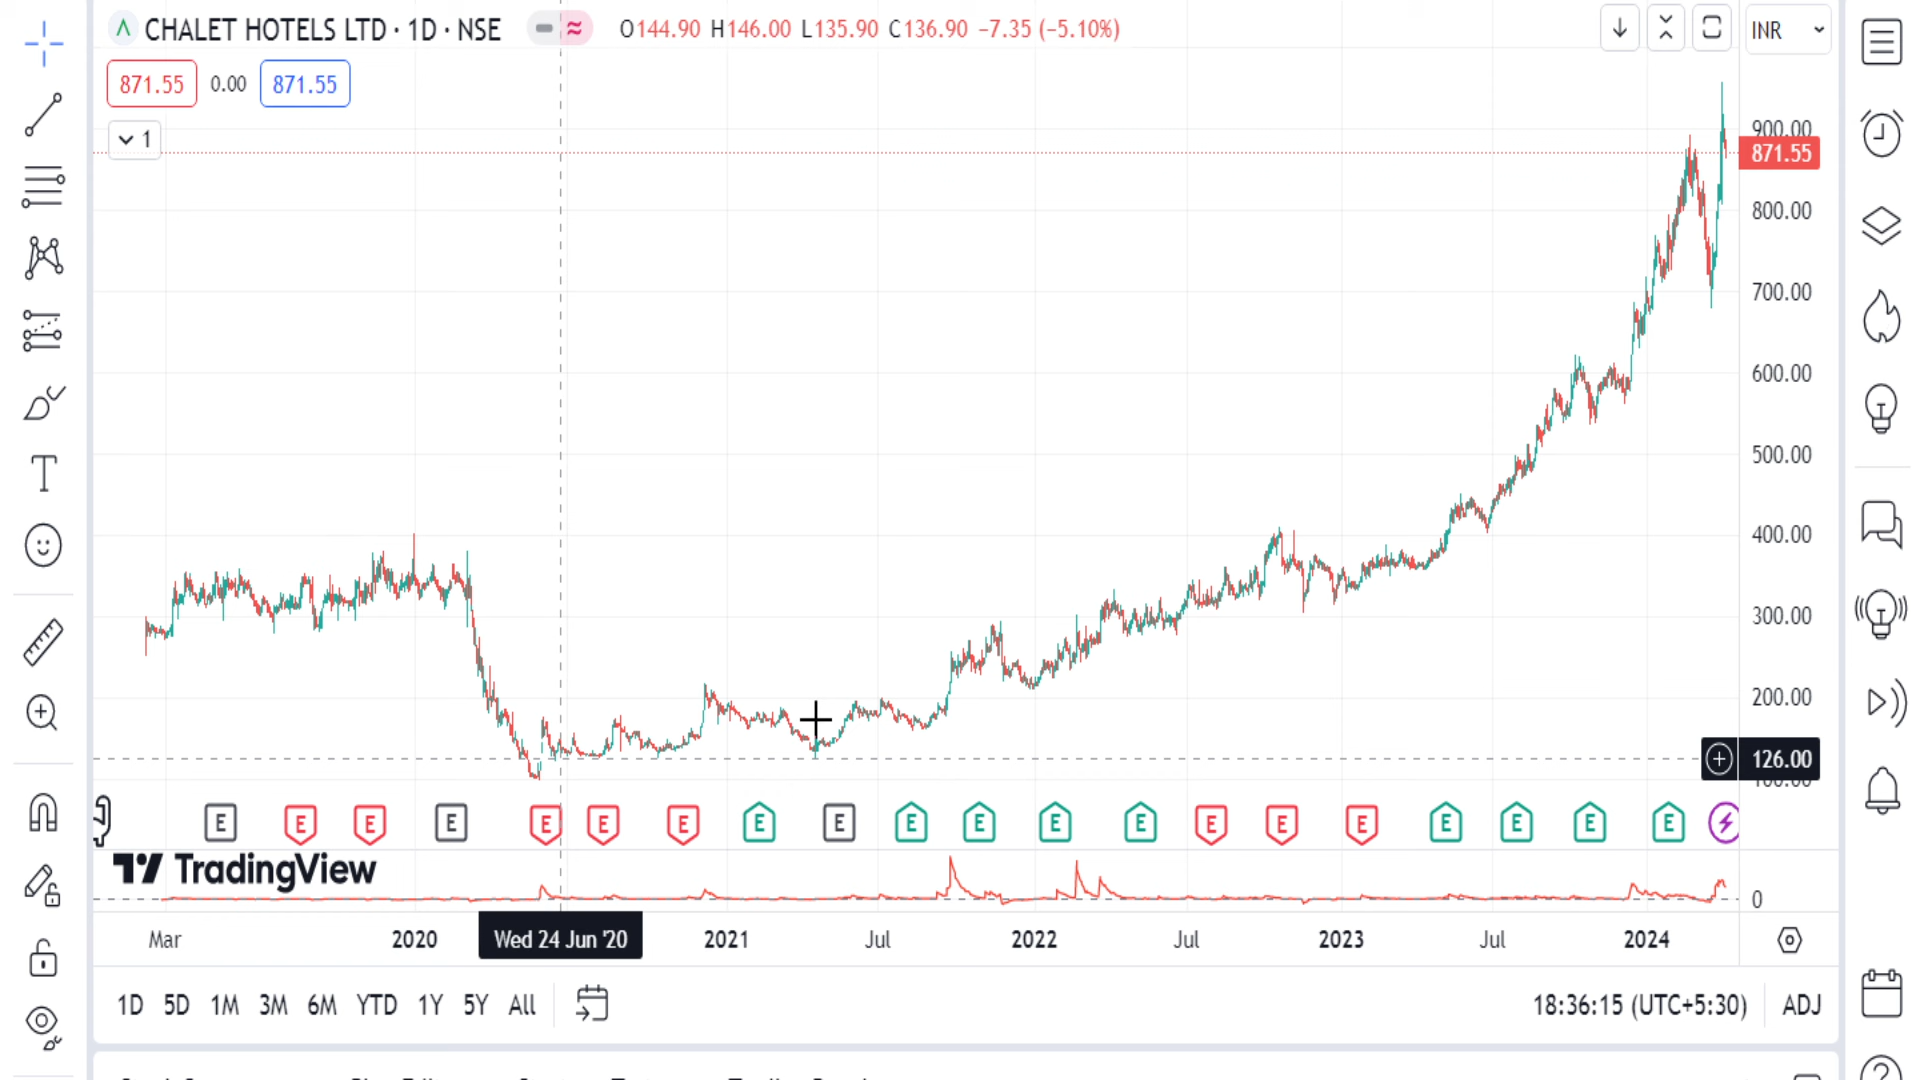 CHALET HOTELS LTD · 1D · NSE
O144.90 H146.00 L135.90 C136.90 −7.35 (−5.10%)
INR
871.55 0.00 871.55
1
900.00
871.55
800.00
700.00
600.00
500.00
400.00
300.00
200.00
126.00
E E E E E E E E E E E E E E E E E E E
TradingView
0
Mar 2020 Wed 24 Jun '20 2021 Jul 2022 Jul 2023 Jul 2024
1D 5D 1M 3M 6M YTD 1Y 5Y All
18:36:15 (UTC+5:30) ADJ